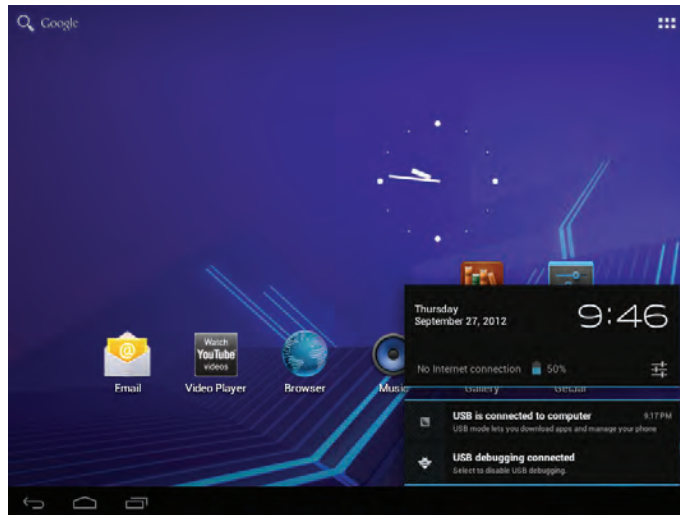 Google
Thursday
September 27, 2012
9:46
No Internet connection
50%
USB is connected to computer
9:17 PM
USB mode lets you download apps and manage your phone
USB debugging connected
Select to disable USB debugging.
Watch
YouTube
videos
Email
Video Player
Browser
Music
Gallery
GetJar